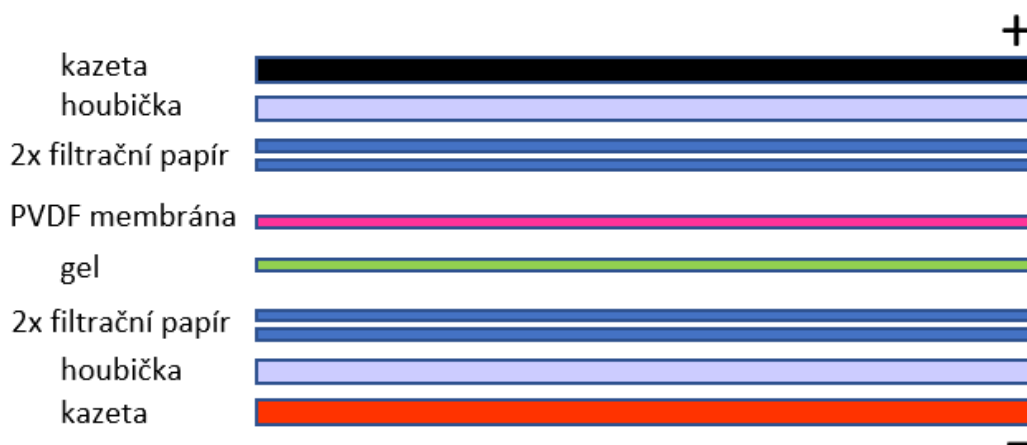 +
kazeta
houbička
2x filtrační papír
PVDF membrána
gel
2x filtrační papír
houbička
kazeta
-